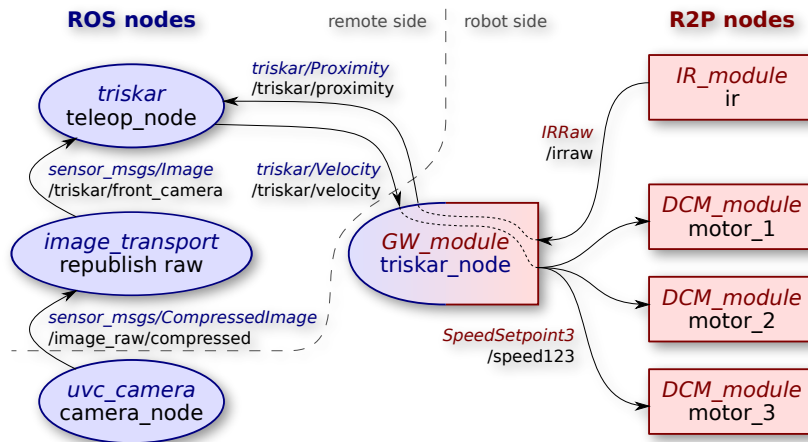 ROS nodes
remote side
robot side
R2P nodes
triskar
teleop_node
triskar/Proximity
/triskar/proximity
IR_module
ir
IRRaw
/irraw
sensor_msgs/Image
/triskar/front_camera
triskar/Velocity
/triskar/velocity
image_transport
republish raw
GW_module
triskar_node
DCM_module
motor_1
DCM_module
motor_2
sensor_msgs/CompressedImage
/image_raw/compressed
SpeedSetpoint3
/speed123
uvc_camera
camera_node
DCM_module
motor_3